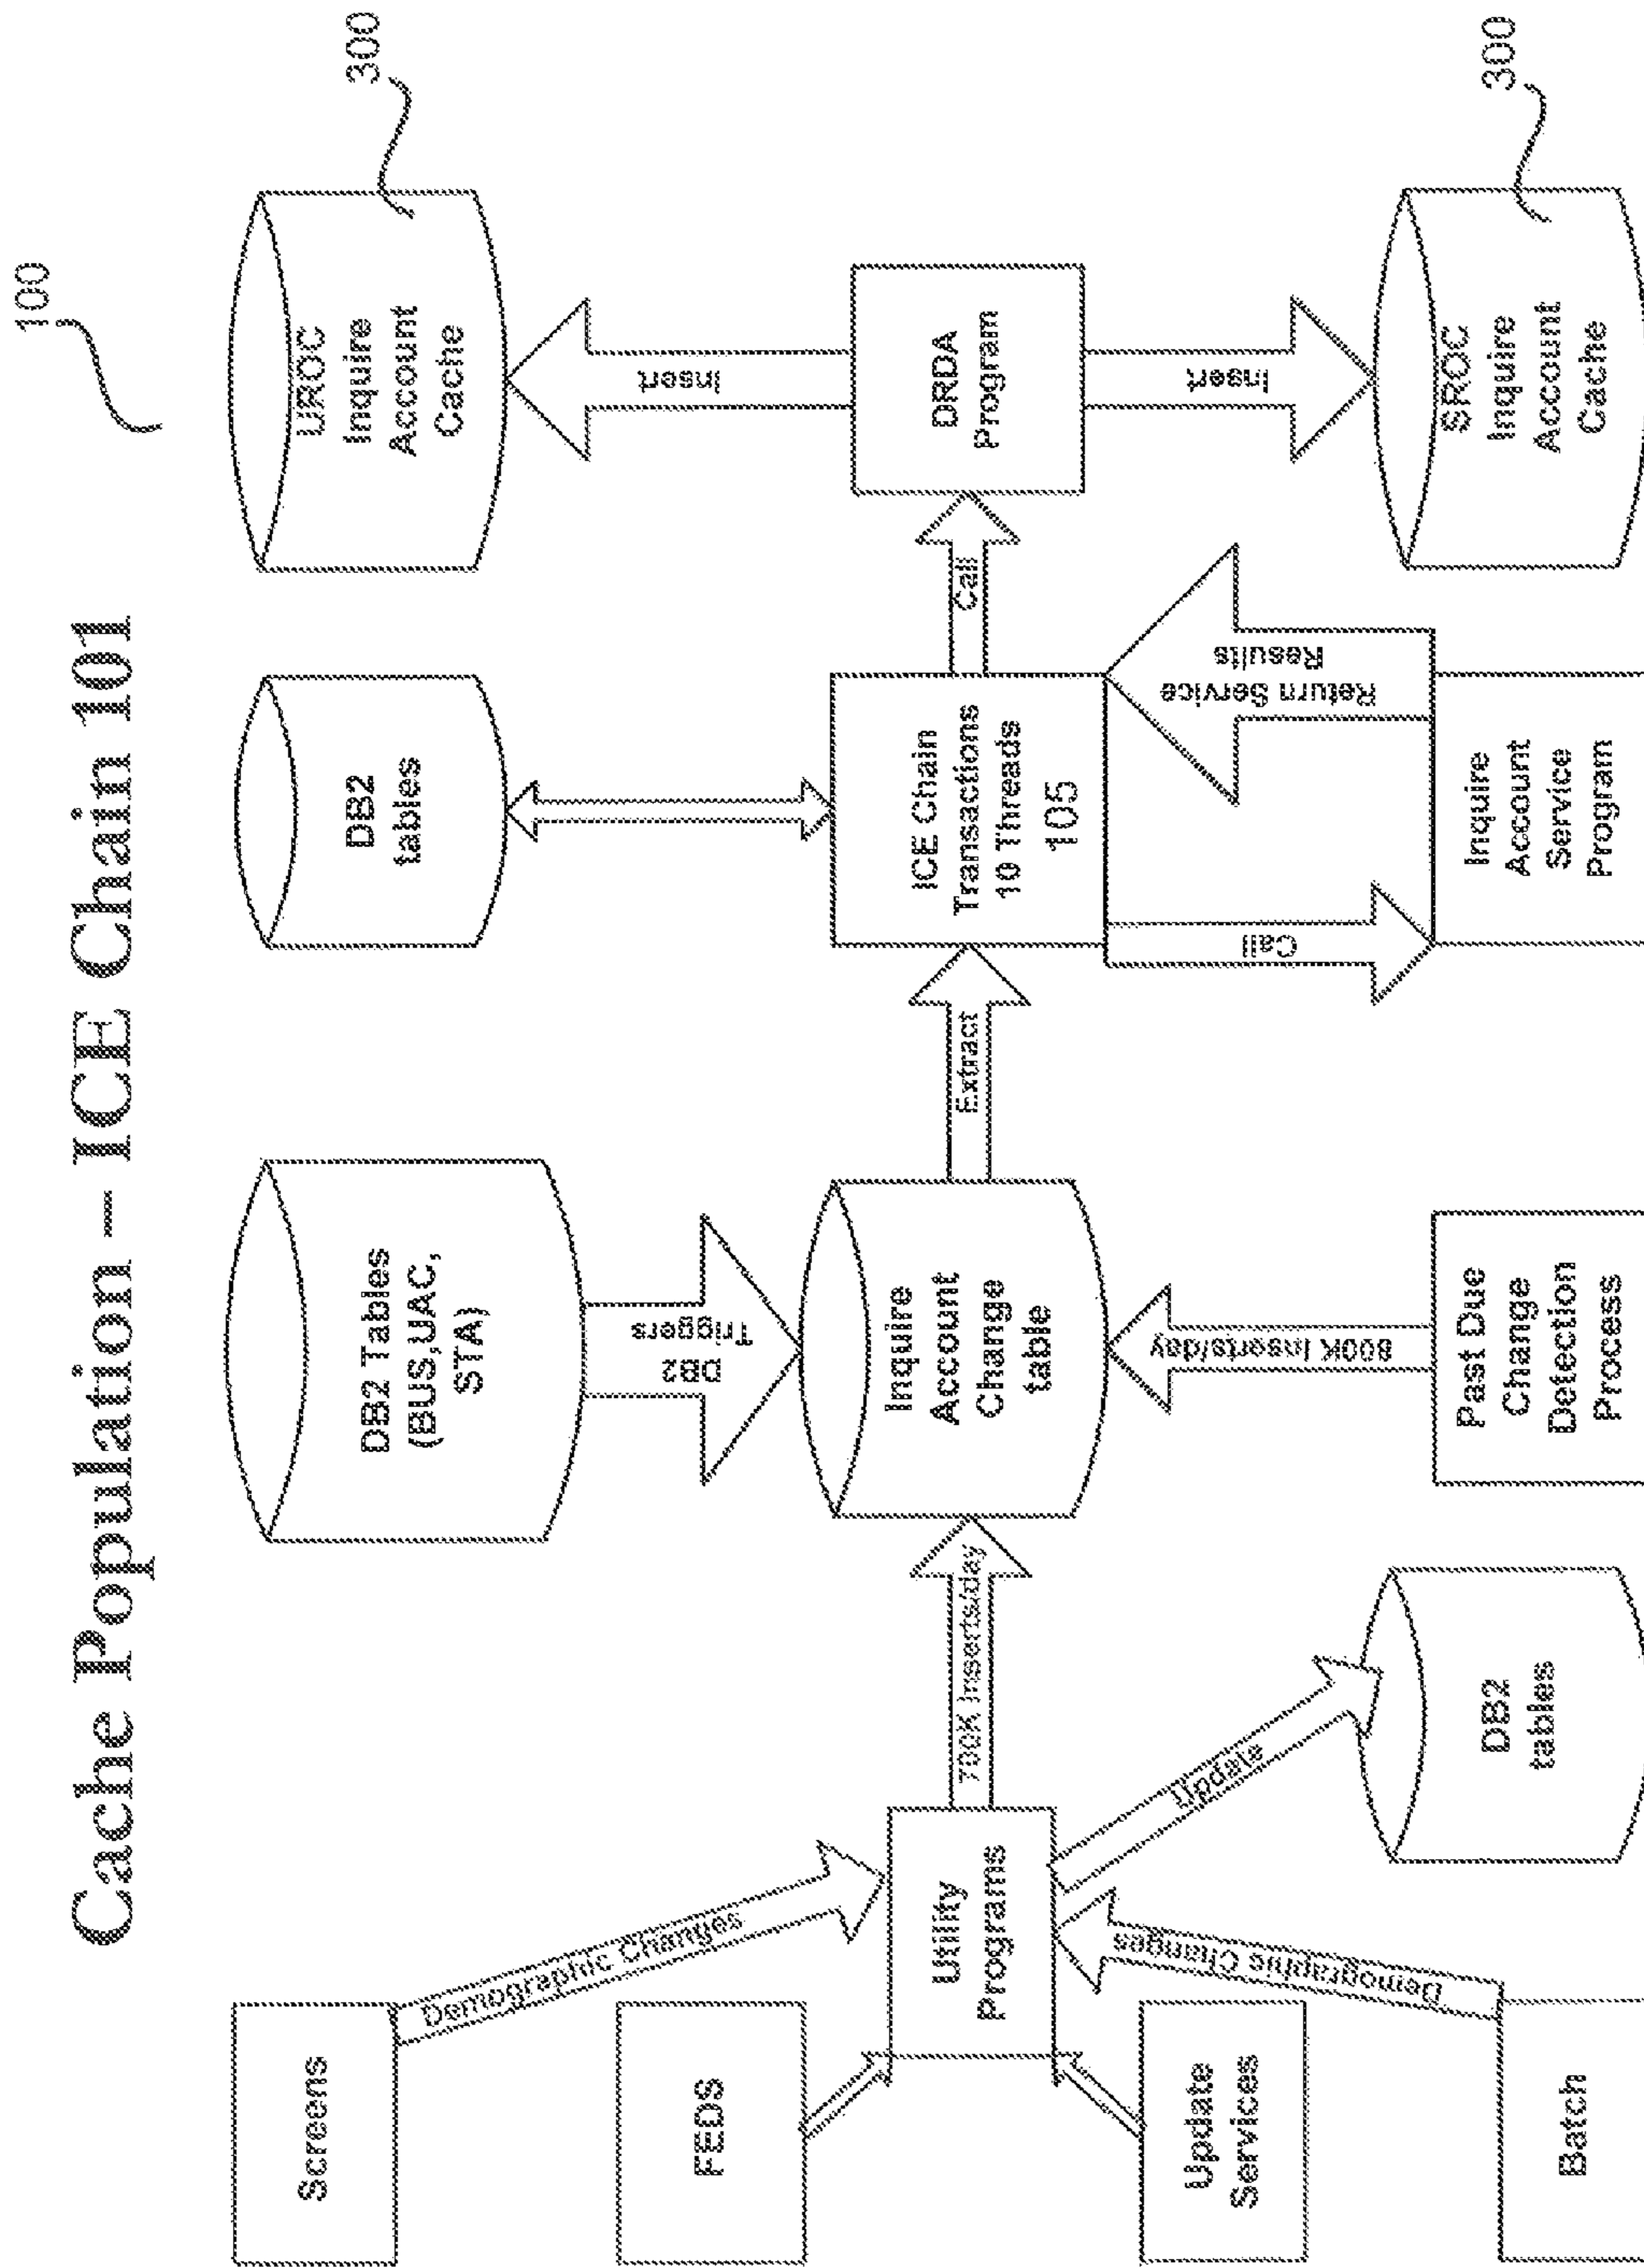 Cache Population – ICE Chain 101
100
Screens
FEDS
Update
Services
Batch
Demographic Changes
Demographic Changes
Utility
Programs
Update
DB2
tables
700K Inserts/day
DB2 Tables
(BUS,UAC,
STA)
DB2
Triggers
Inquire
Account
Change
table
800K Inserts/day
Past Due
Change
Detection
Process
Extract
DB2
tables
ICE Chain
Transactions
10 Threads
105
Call
Return Service
Results
Inquire
Account
Service
Program
Call
DRDA
Program
Insert
Insert
UROC
Inquire
Account
Cache
300
SROC
Inquire
Account
Cache
300